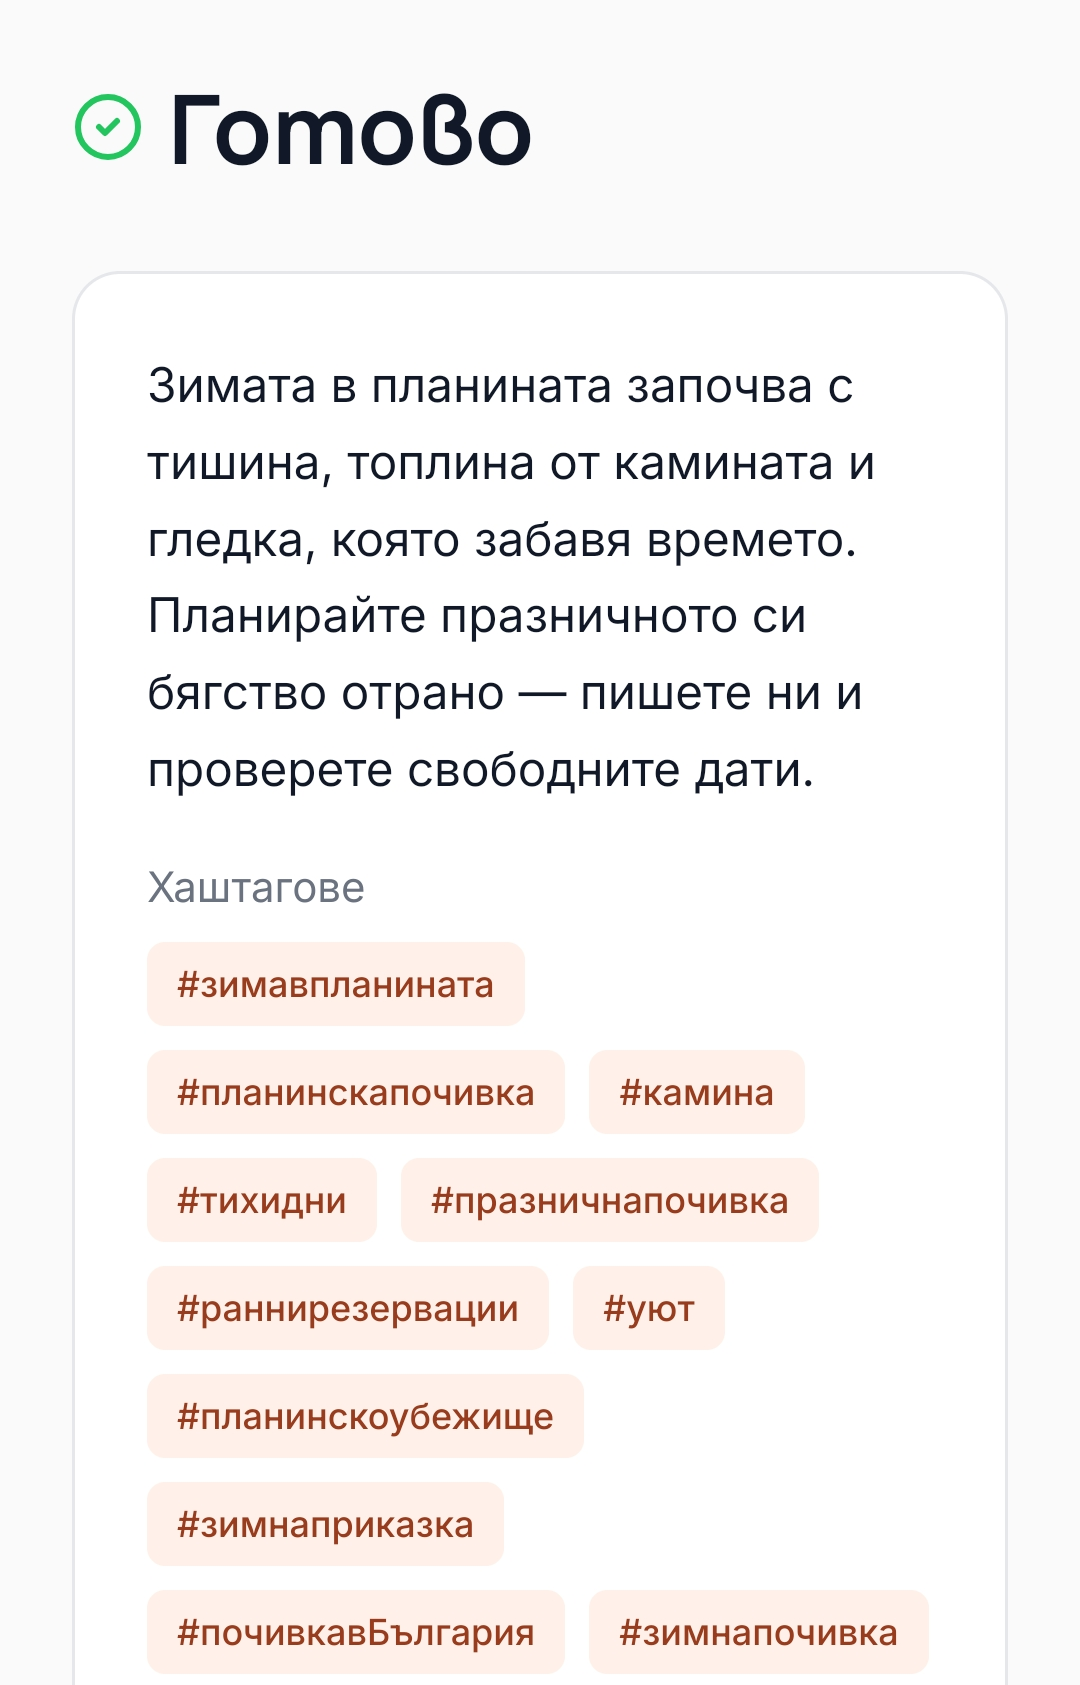 Готово
Зимата в планината започва с
тишина, топлина от камината и
гледка, която забавя времето.
Планирайте празничното си
бягство отрано — пишете ни и
проверете свободните дати.
Хаштагове
#зимавпланината
#планинскапочивка #камина
#тихидни #празничнапочивка
#раннирезервации #уют
#планинскоубежище
#зимнаприказка
#почивкавБългария #зимнапочивка